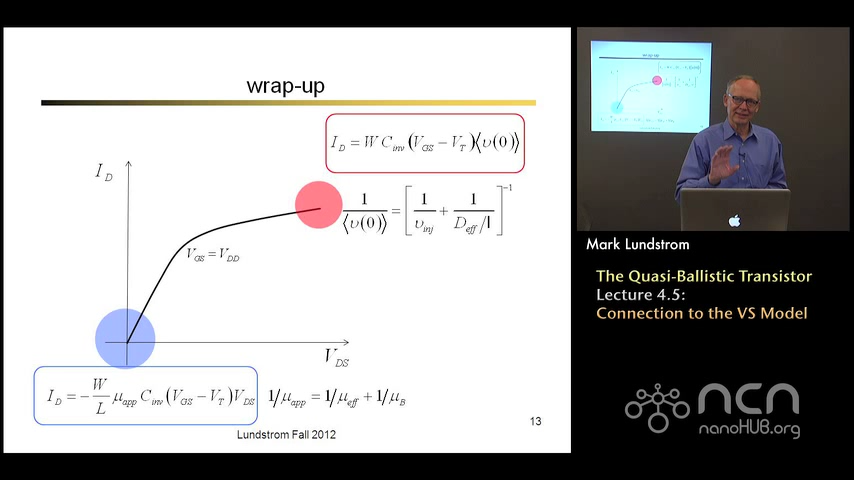 wrap-up
I_D = W C_inv (V_GS − V_T)⟨υ(0)⟩
I_D
1/⟨υ(0)⟩ = [1/υ_inj + 1/(D_eff/l)]^−1
V_GS = V_DD
V_DS
I_D = −W/L μ_app C_inv (V_GS − V_T)V_DS 1/μ_app = 1/μ_eff + 1/μ_B
13
Lundstrom Fall 2012
Mark Lundstrom
The Quasi-Ballistic Transistor
Lecture 4.5:
Connection to the VS Model
ncn
nanoHUB.org